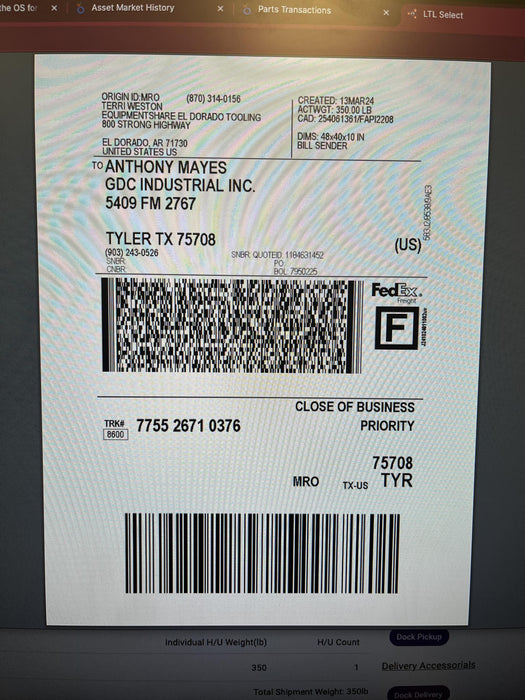 the OS for ×
Asset Market History ×
Parts Transactions ×
LTL Select
ORIGIN ID:MRO (870) 314-0156
TERRI WESTON
EQUIPMENTSHARE EL DORADO TOOLING
800 STRONG HIGHWAY
EL DORADO, AR 71730
UNITED STATES US
CREATED: 13MAR24
ACTWGT: 350.00 LB
CAD: 254061361/FAPI2208
DIMS: 48x40x10 IN
BILL SENDER
TO ANTHONY MAYES
GDC INDUSTRIAL INC.
5409 FM 2767
TYLER TX 75708
(US)
(903) 243-0526
SNBR QUOTEID: 1184631452
SNBR
PO:
CNBR
BOL: 7950225
FedEx.
Freight
F
CLOSE OF BUSINESS
TRK# 7755 2671 0376
8600
PRIORITY
75708
MRO TX-US TYR
Individual H/U Weight(lb) H/U Count Dock Pickup
350 1 Delivery Accessorials
Total Shipment Weight: 350lb Dock Delivery